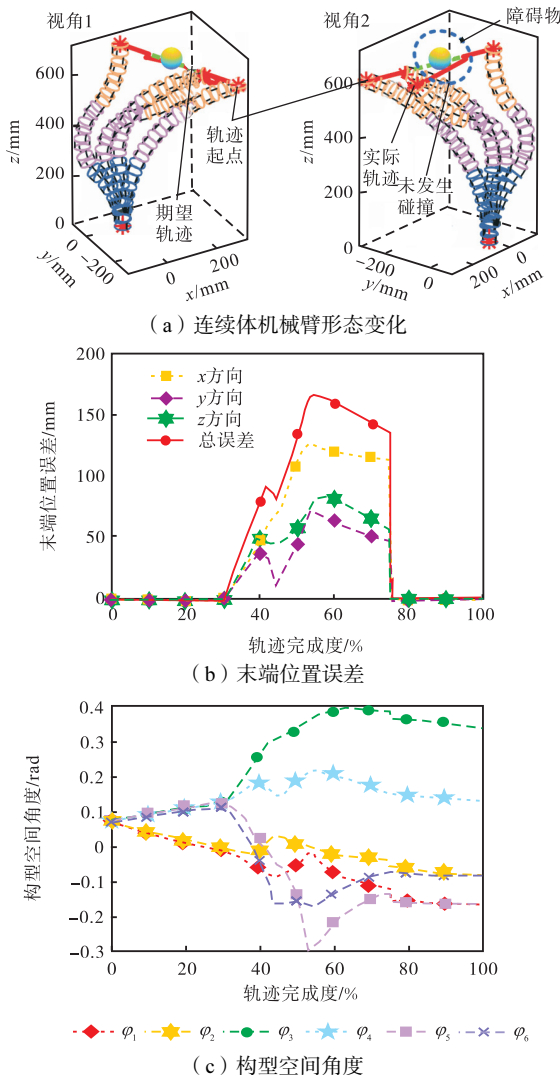 视角1
视角2
障碍物
600
400
200
0
z/mm
轨迹
起点
期望
轨迹
0
-200
y/mm
0
200
x/mm
600
400
200
0
z/mm
实际
轨迹
未发生
碰撞
-200
0
y/mm
0
200
x/mm
(a) 连续体机械臂形态变化
200
150
100
50
0
末端位置误差/mm
x方向
y方向
z方向
总误差
0 20 40 60 80 100
轨迹完成度/%
(b) 末端位置误差
0.4
0.4
0.2
0.1
0
-0.1
-0.3
构型空间角度/rad
0 20 40 60 80 100
轨迹完成度/%
φ1 φ2 φ3 φ4 φ5 φ6
(c) 构型空间角度